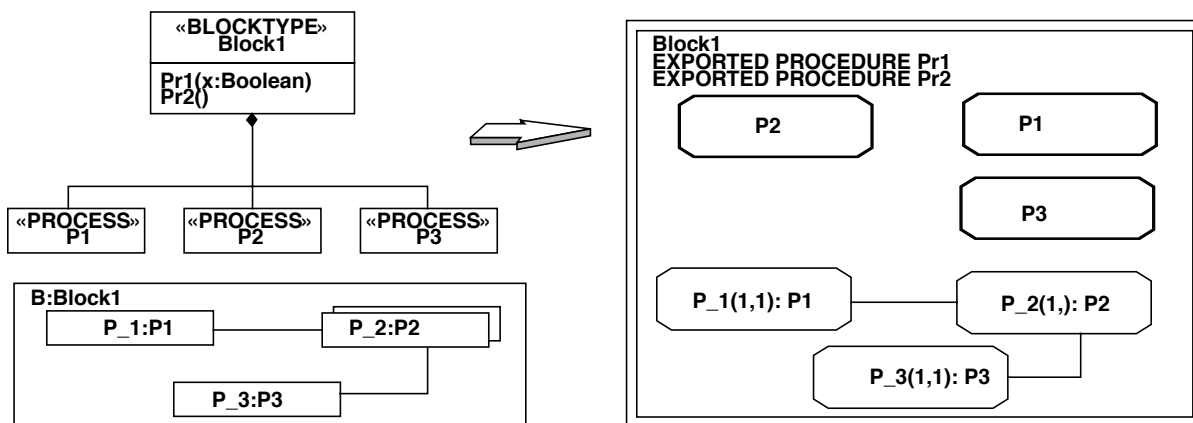 «BLOCKTYPE»
Block1
Pr1(x:Boolean)
Pr2()
«PROCESS»
P1
«PROCESS»
P2
«PROCESS»
P3
B:Block1
P_1:P1
P_2:P2
P_3:P3
Block1
EXPORTED PROCEDURE Pr1
EXPORTED PROCEDURE Pr2
P2
P1
P3
P_1(1,1): P1
P_2(1,): P2
P_3(1,1): P3